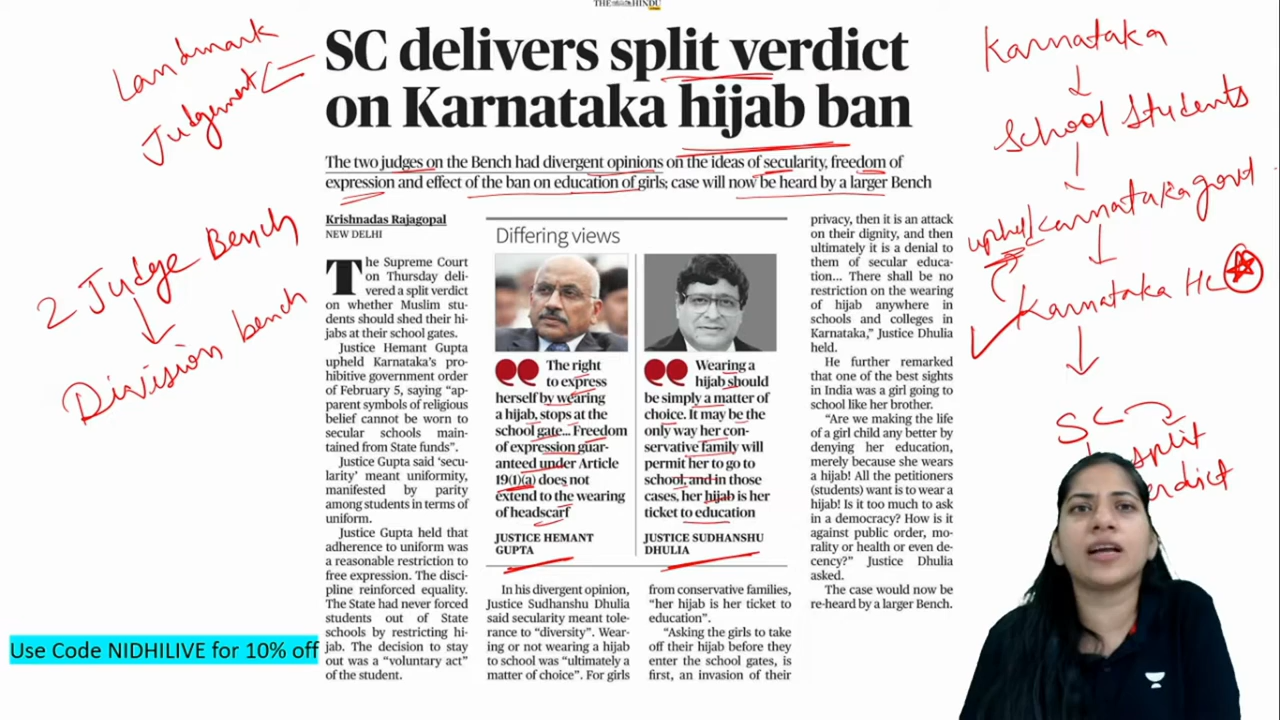 THE HINDU
SC delivers split verdict
on Karnataka hijab ban
The two judges on the Bench had divergent opinions on the ideas of secularity, freedom of
expression and effect of the ban on education of girls; case will now be heard by a larger Bench
Krishnadas Rajagopal
NEW DELHI
The Supreme Court
on Thursday deli-
vered a split verdict
on whether Muslim stu-
dents should shed their hi-
jabs at their school gates.
Justice Hemant Gupta
upheld Karnataka's pro-
hibitive government order
of February 5, saying "ap-
parent symbols of religious
belief cannot be worn to
secular schools main-
tained from State funds".
Justice Gupta said 'secu-
larity' meant uniformity,
manifested by parity
among students in terms of
uniform.
Justice Gupta held that
adherence to uniform was
a reasonable restriction to
free expression. The disci-
pline reinforced equality.
The State had never forced
students out of State
schools by restricting hi-
jab. The decision to stay
out was a "voluntary act"
of the student.
Differing views
The right
to express
herself by wearing
a hijab, stops at the
school gate... Freedom
of expression guar-
anteed under Article
19(1)(a) does not
extend to the wearing
of headscarf
JUSTICE HEMANT
GUPTA
Wearing a
hijab should
be simply a matter of
choice. It may be the
only way her con-
servative family will
permit her to go to
school, and in those
cases, her hijab is her
ticket to education
JUSTICE SUDHANSHU
DHULIA
In his divergent opinion,
Justice Sudhanshu Dhulia
said secularity meant tole-
rance to "diversity". Wear-
ing or not wearing a hijab
to school was "ultimately a
matter of choice". For girls
from conservative families,
"her hijab is her ticket to
education".
"Asking the girls to take
off their hijab before they
enter the school gates, is
first, an invasion of their
privacy, then it is an attack
on their dignity, and then
ultimately it is a denial to
them of secular educa-
tion... There shall be no
restriction on the wearing
of hijab anywhere in
schools and colleges in
Karnataka," Justice Dhulia
held.
He further remarked
that one of the best sights
in India was a girl going to
school like her brother.
"Are we making the life
of a girl child any better by
denying her education,
merely because she wears
a hijab! All the petitioners
(students) want is to wear a
hijab! Is it too much to ask
in a democracy? How is it
against public order, mo-
rality or health or even de-
cency?" Justice Dhulia
asked.
The case would now be
re-heard by a larger Bench.
Landmark
Judgement
2 Judge Bench
Division bench
Karnataka
School Students
Karnataka govt
upheld
Karnataka HC
SC
split
verdict
Use Code NIDHILIVE for 10% off